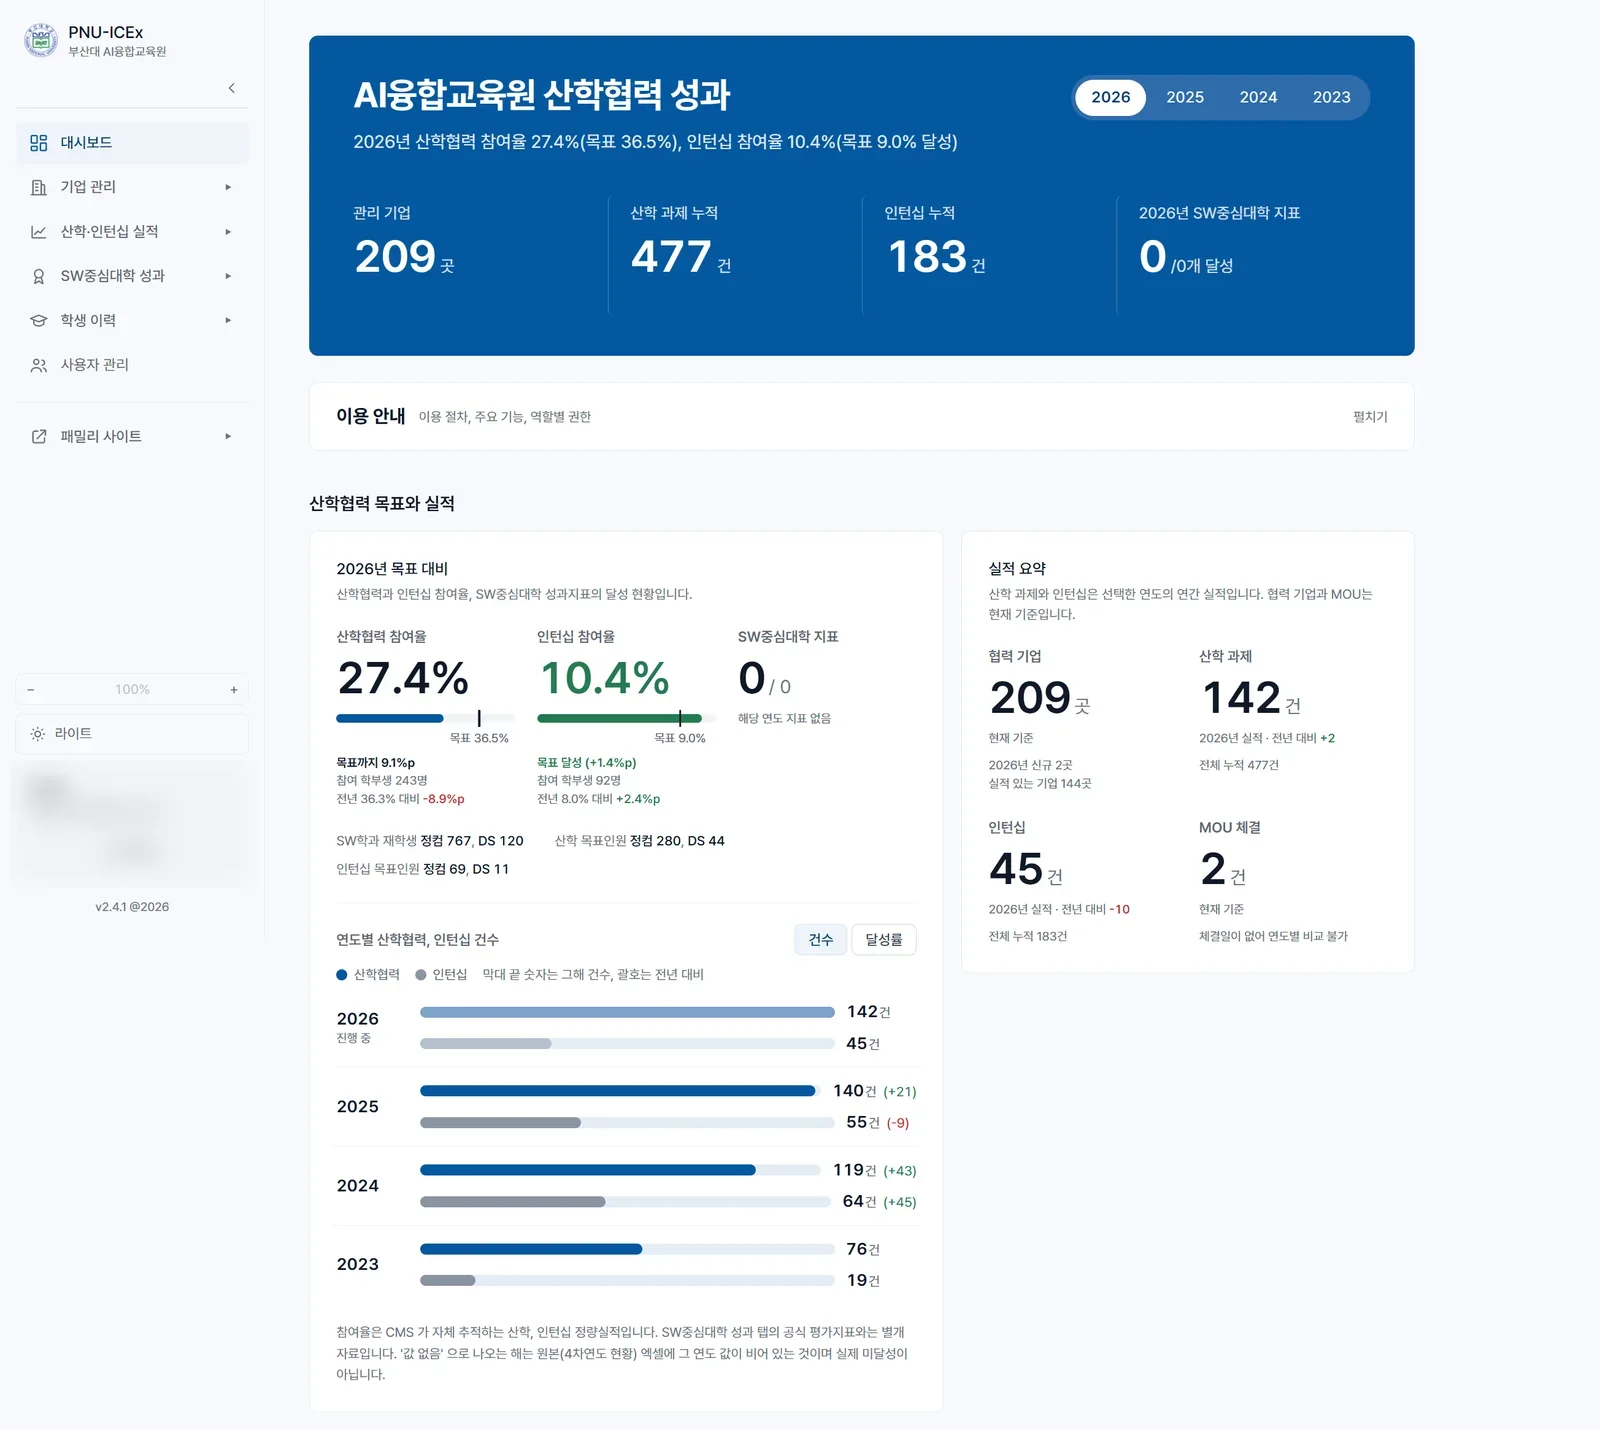 PNU-ICEx
부산대 AI융합교육원
대시보드
기업 관리
산학·인턴십 실적
SW중심대학 성과
학생 이력
사용자 관리
패밀리 사이트
− 100% +
라이트
v2.4.1 @2026
AI융합교육원 산학협력 성과
2026 2025 2024 2023
2026년 산학협력 참여율 27.4%(목표 36.5%), 인턴십 참여율 10.4%(목표 9.0% 달성)
관리 기업
209 곳
산학 과제 누적
477 건
인턴십 누적
183 건
2026년 SW중심대학 지표
0 /0개 달성
이용 안내 이용 절차, 주요 기능, 역할별 권한 펼치기
산학협력 목표와 실적
2026년 목표 대비
산학협력과 인턴십 참여율, SW중심대학 성과지표의 달성 현황입니다.
산학협력 참여율
27.4%
목표 36.5%
목표까지 9.1%p
참여 학부생 243명
전년 36.3% 대비 -8.9%p
인턴십 참여율
10.4%
목표 9.0%
목표 달성 (+1.4%p)
참여 학부생 92명
전년 8.0% 대비 +2.4%p
SW중심대학 지표
0 / 0
해당 연도 지표 없음
SW학과 재학생 정컴 767, DS 120 산학 목표인원 정컴 280, DS 44
인턴십 목표인원 정컴 69, DS 11
연도별 산학협력, 인턴십 건수 건수 달성률
산학협력 인턴십 막대 끝 숫자는 그해 건수, 괄호는 전년 대비
2026
진행 중
142건
45건
2025
140건 (+21)
55건 (-9)
2024
119건 (+43)
64건 (+45)
2023
76건
19건
참여율은 CMS 가 자체 추적하는 산학, 인턴십 정량실적입니다. SW중심대학 성과 탭의 공식 평가지표와는 별개
자료입니다. '값 없음' 으로 나오는 해는 원본(4차연도 현황) 엑셀에 그 연도 값이 비어 있는 것이며 실제 미달성이
아닙니다.
실적 요약
산학 과제와 인턴십은 선택한 연도의 연간 실적입니다. 협력 기업과 MOU는
현재 기준입니다.
협력 기업
209 곳
현재 기준
2026년 신규 2곳
실적 있는 기업 144곳
산학 과제
142 건
2026년 실적 · 전년 대비 +2
전체 누적 477건
인턴십
45 건
2026년 실적 · 전년 대비 -10
전체 누적 183건
MOU 체결
2 건
현재 기준
체결일이 없어 연도별 비교 불가